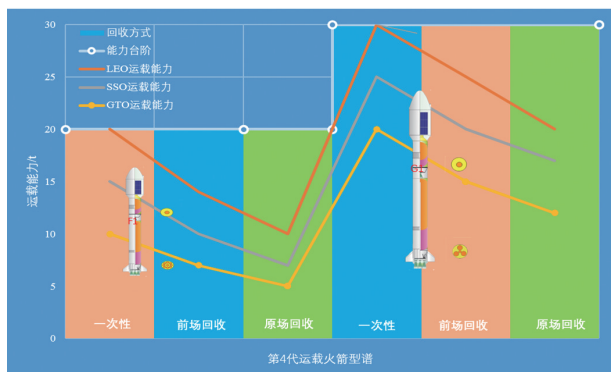 30
25
20
15
10
5
0
运载能力/t
回收方式
能力台阶
LEO运载能力
SSO运载能力
GTO运载能力
一次性
前场回收
原场回收
一次性
前场回收
原场回收
第4代运载火箭型谱